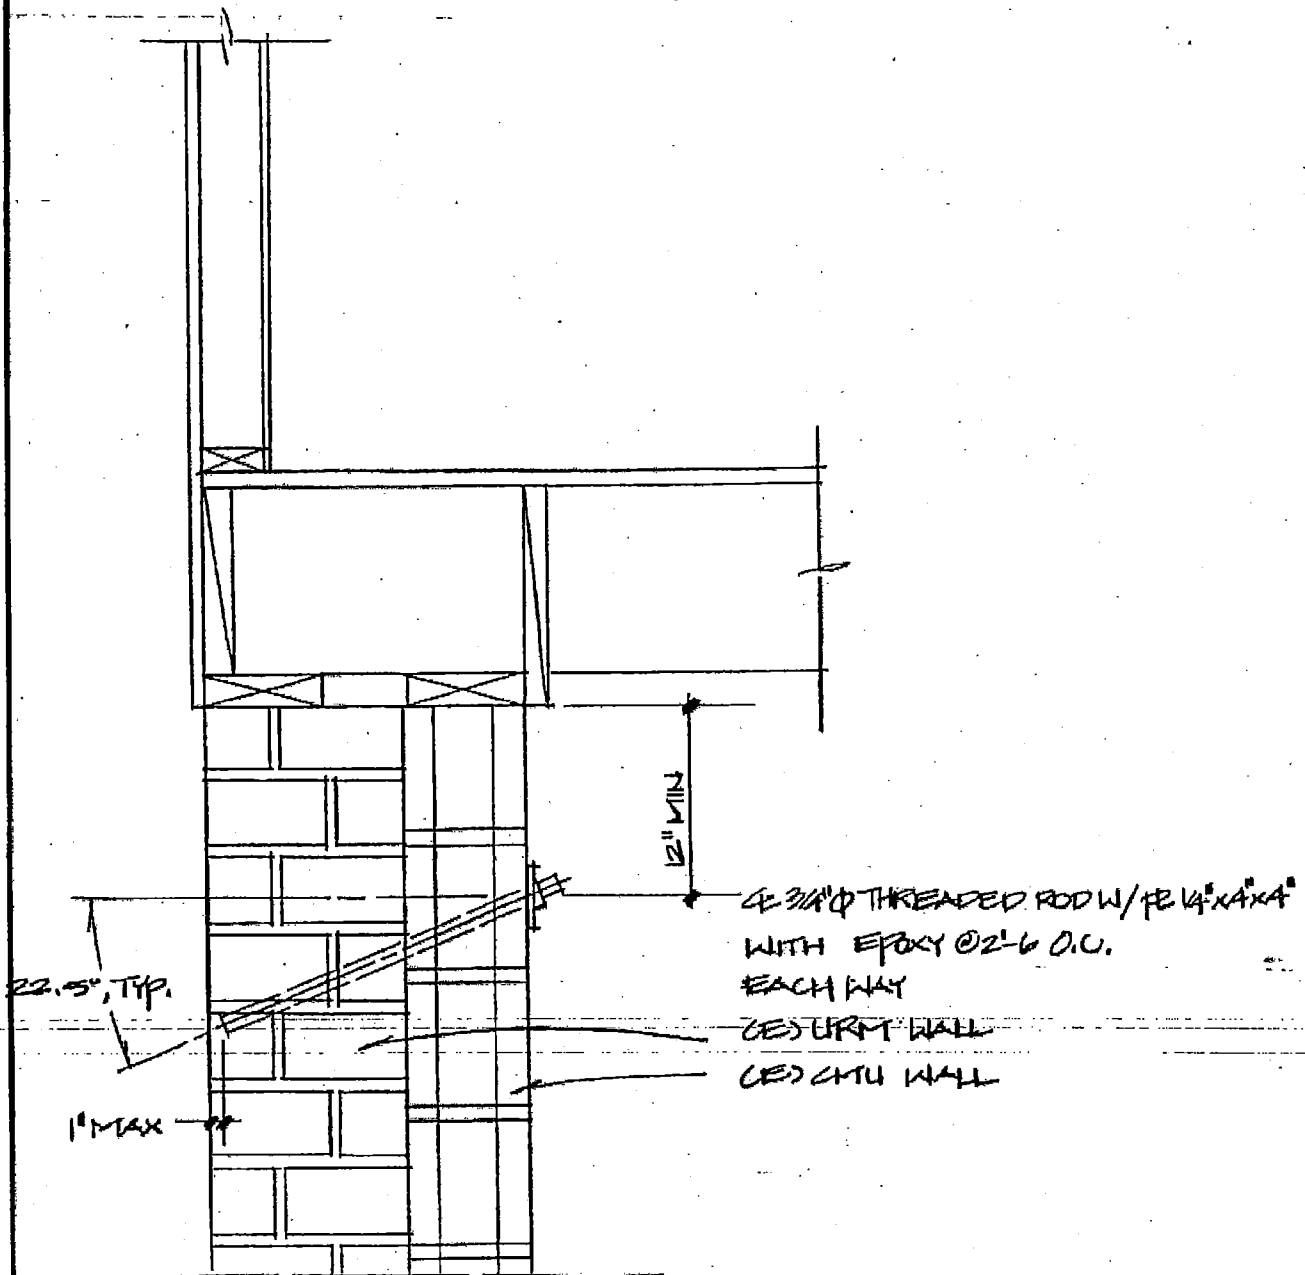 12" MIN
℄ 3/4"Φ THREADED ROD W/ PL 1/4"x4"x4"
WITH EPOXY @2'-6 O.C.
EACH WAY
22.5°, TYP.
(E) URM WALL
(E) CMU WALL
1" MAX